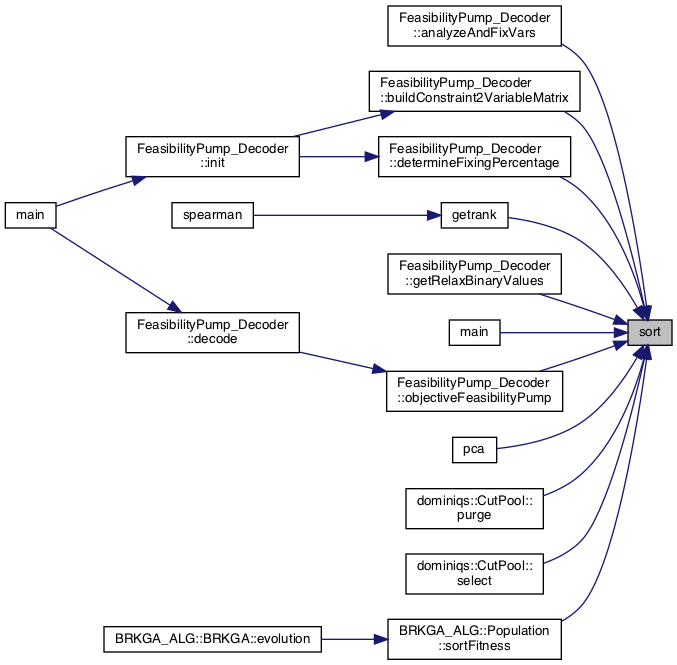 FeasibilityPump_Decoder
::analyzeAndFixVars
FeasibilityPump_Decoder
::buildConstraint2VariableMatrix
FeasibilityPump_Decoder
::init
FeasibilityPump_Decoder
::determineFixingPercentage
main
spearman
getrank
FeasibilityPump_Decoder
::getRelaxBinaryValues
main
sort
FeasibilityPump_Decoder
::decode
FeasibilityPump_Decoder
::objectiveFeasibilityPump
pca
dominiqs::CutPool::
purge
dominiqs::CutPool::
select
BRKGA_ALG::BRKGA::evolution
BRKGA_ALG::Population
::sortFitness